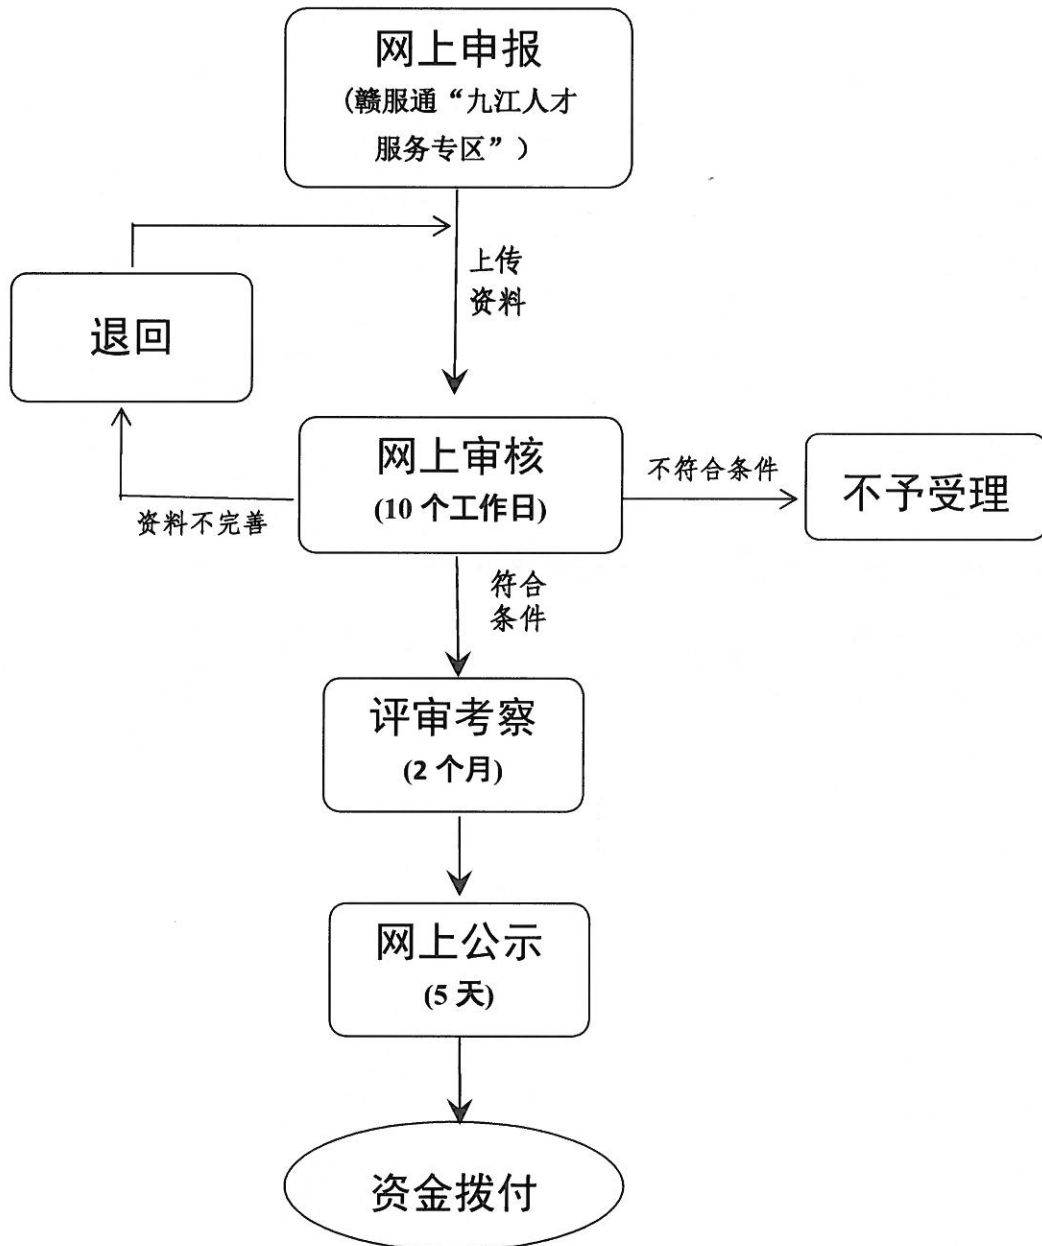 网上申报
(赣服通“九江人才
服务专区”)
上传
资料
退回
网上审核
(10 个工作日)
不符合条件
不予受理
资料不完善
符合
条件
评审考察
(2 个月)
网上公示
(5 天)
资金拨付